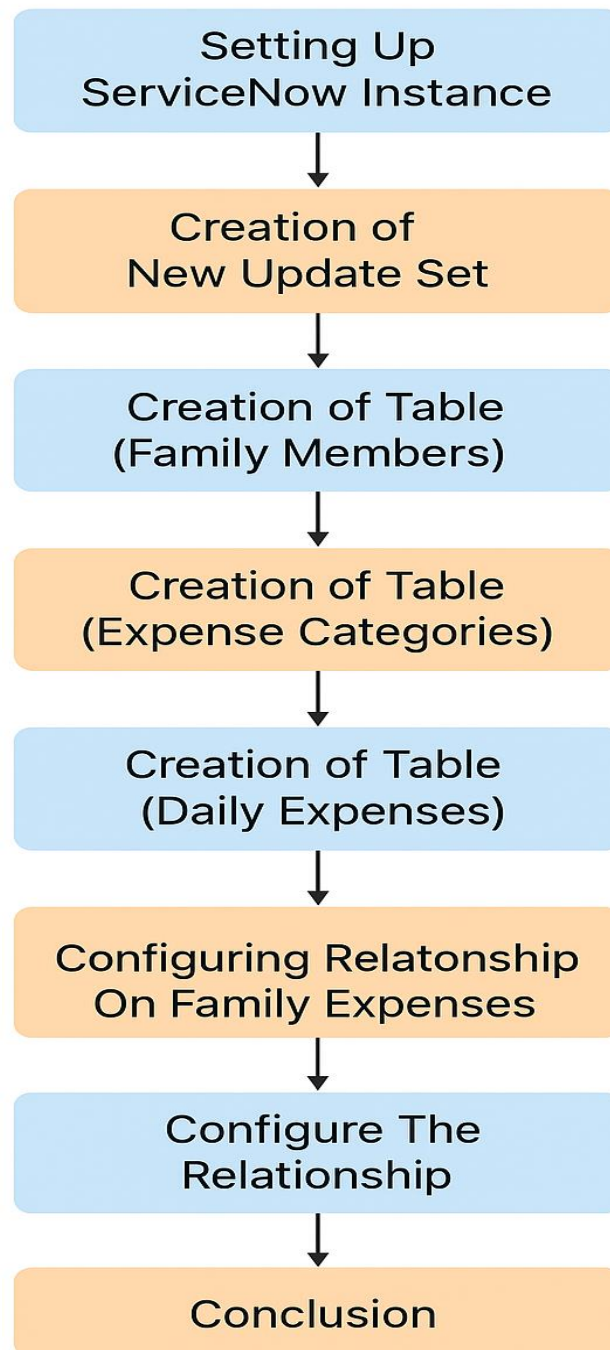 Setting Up
ServiceNow Instance
Creation of
New Update Set
Creation of Table
(Family Members)
Creation of Table
(Expense Categories)
Creation of Table
(Daily Expenses)
Configuring Relatonship
On Family Expenses
Configure The
Relationship
Conclusion